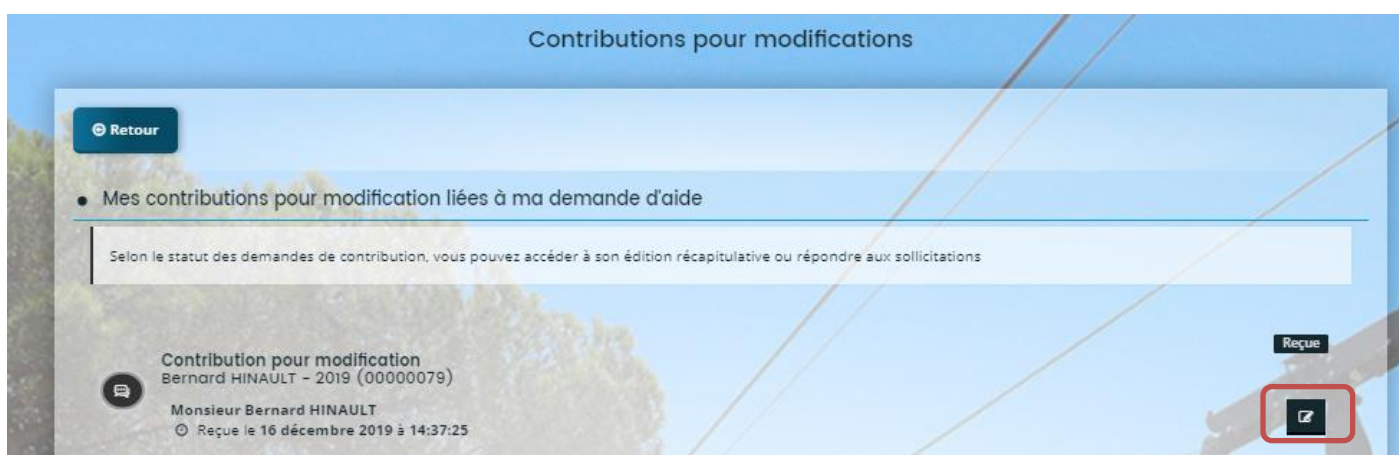 Contributions pour modifications
Retour
Mes contributions pour modification liées à ma demande d'aide
Selon le statut des demandes de contribution, vous pouvez accéder à son édition récapitulative ou répondre aux sollicitations
Reçue
Contribution pour modification
Bernard HINAULT - 2019 (00000079)
Monsieur Bernard HINAULT
Reçue le 16 décembre 2019 à 14:37:25